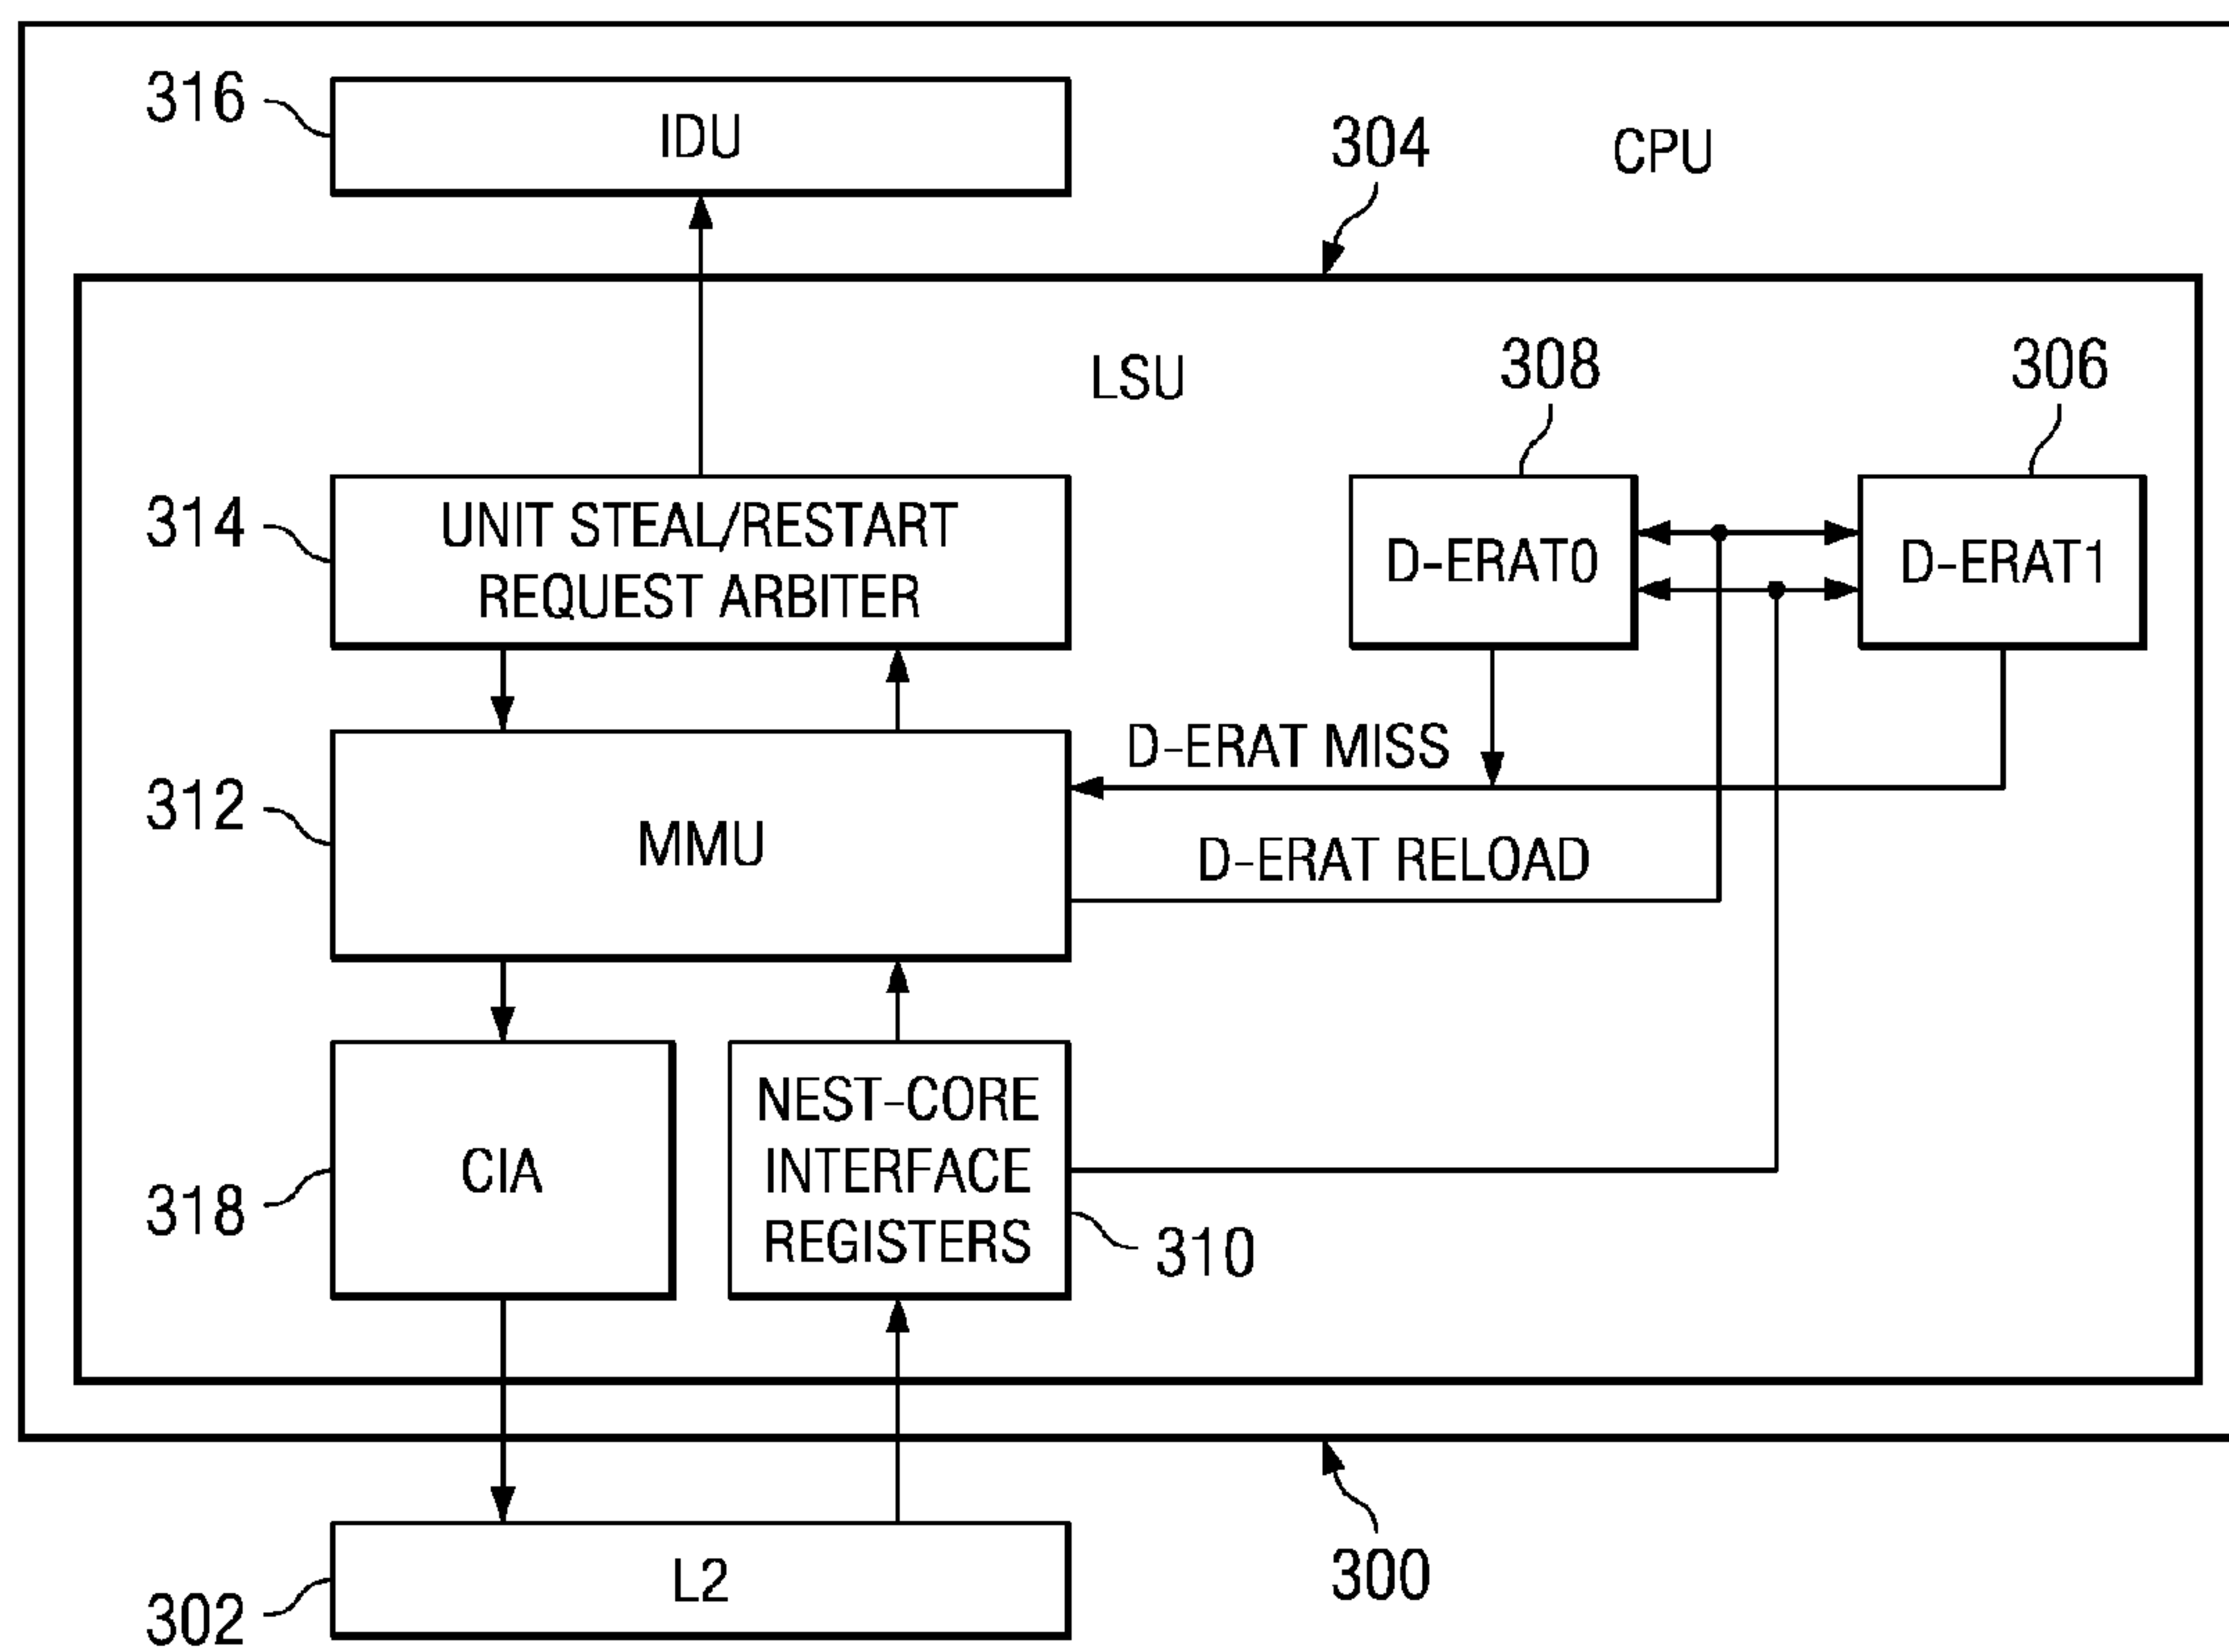 316
IDU
304
CPU
LSU
308
306
314
UNIT STEAL/RESTART
REQUEST ARBITER
D-ERAT0
D-ERAT1
D-ERAT MISS
312
MMU
D-ERAT RELOAD
318
CIA
NEST-CORE
INTERFACE
REGISTERS
310
302
L2
300